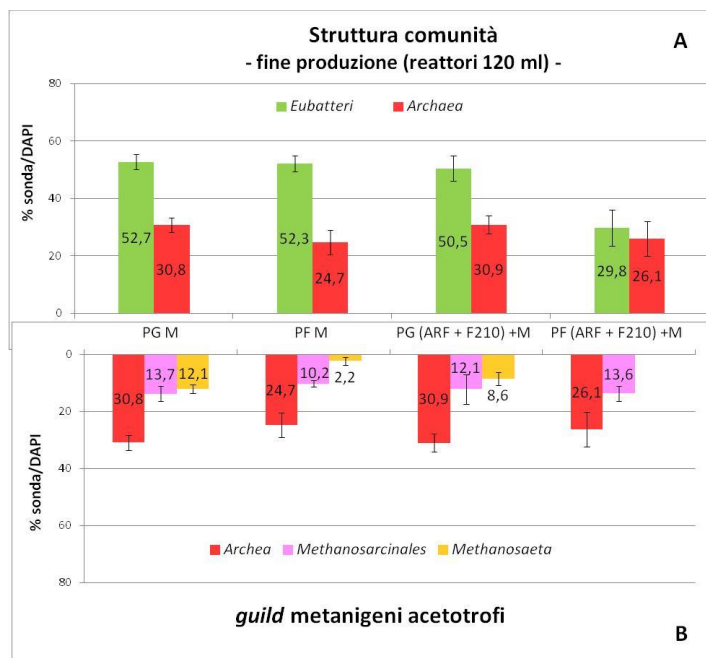 Struttura comunità
A
- fine produzione (reattori 120 ml) -
Eubatteri Archaea
% sonda/DAPI
80
60
40
20
0
52,7 30,8 52,3 24,7 50,5 30,9 29,8 26,1
PG M PF M PG (ARF + F210) +M PF (ARF + F210) +M
0
20
40
60
80
% sonda/DAPI
30,8 13,7 12,1 24,7 10,2 2,2 30,9 12,1 8,6 26,1 13,6
Archea Methanosarcinales Methanosaeta
guild metanigeni acetotrofi
B